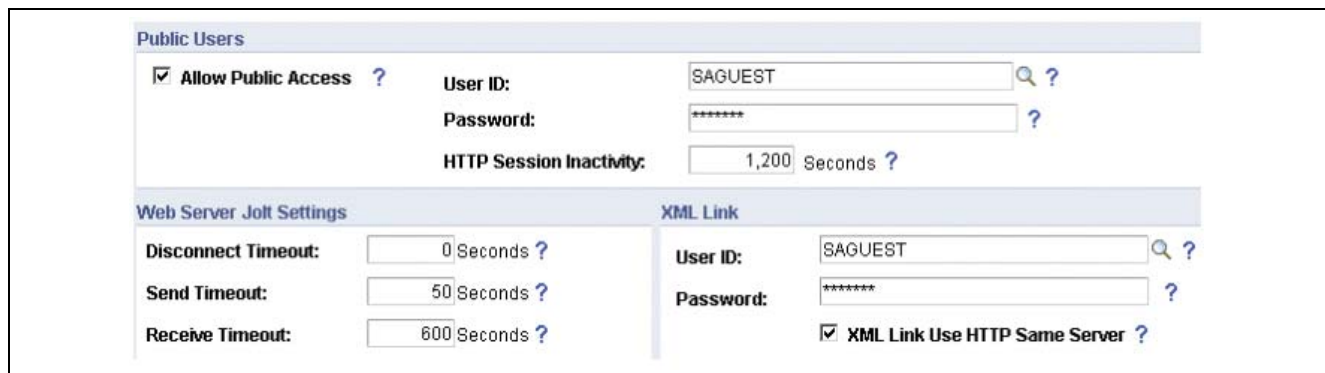 Public Users
Allow Public Access ? User ID: SAGUEST ?
Password: ******* ?
HTTP Session Inactivity: 1,200 Seconds ?
Web Server Jolt Settings
Disconnect Timeout: 0 Seconds ?
Send Timeout: 50 Seconds ?
Receive Timeout: 600 Seconds ?
XML Link
User ID: SAGUEST ?
Password: ******* ?
XML Link Use HTTP Same Server ?